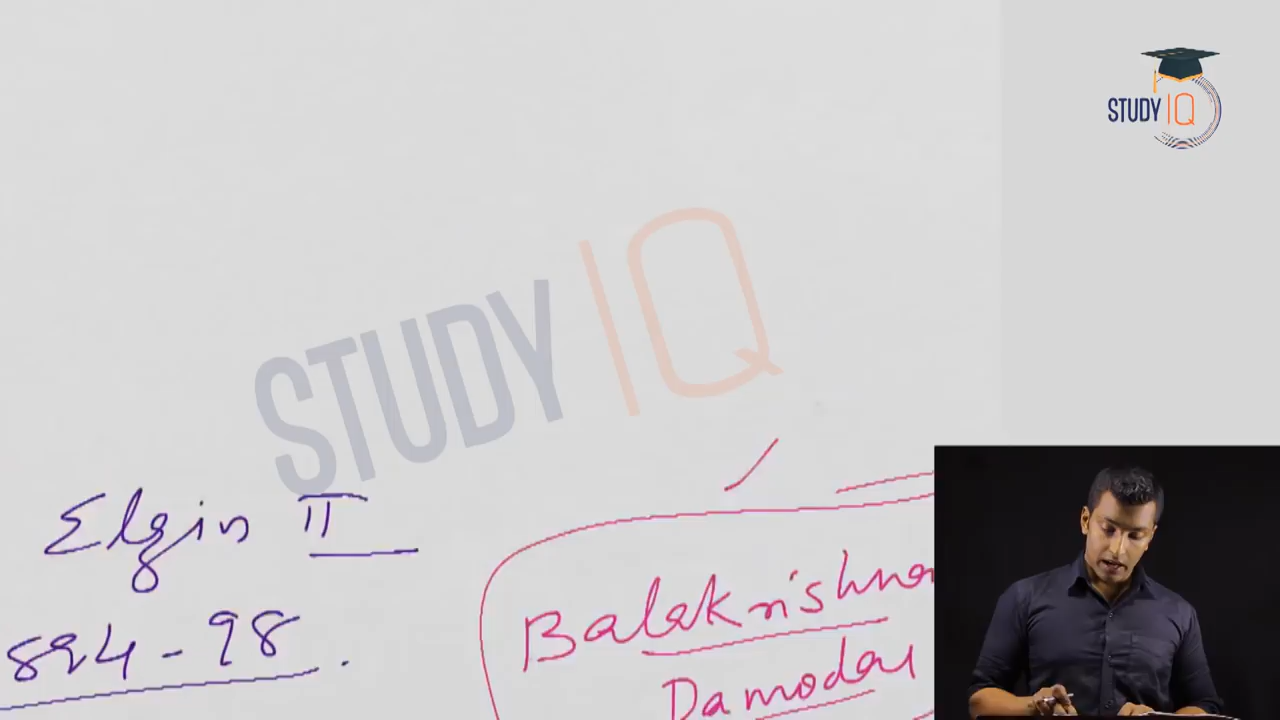 STUDY IQ
STUDY IQ
Elgin II
894-98.
Balakrishna
Damodar